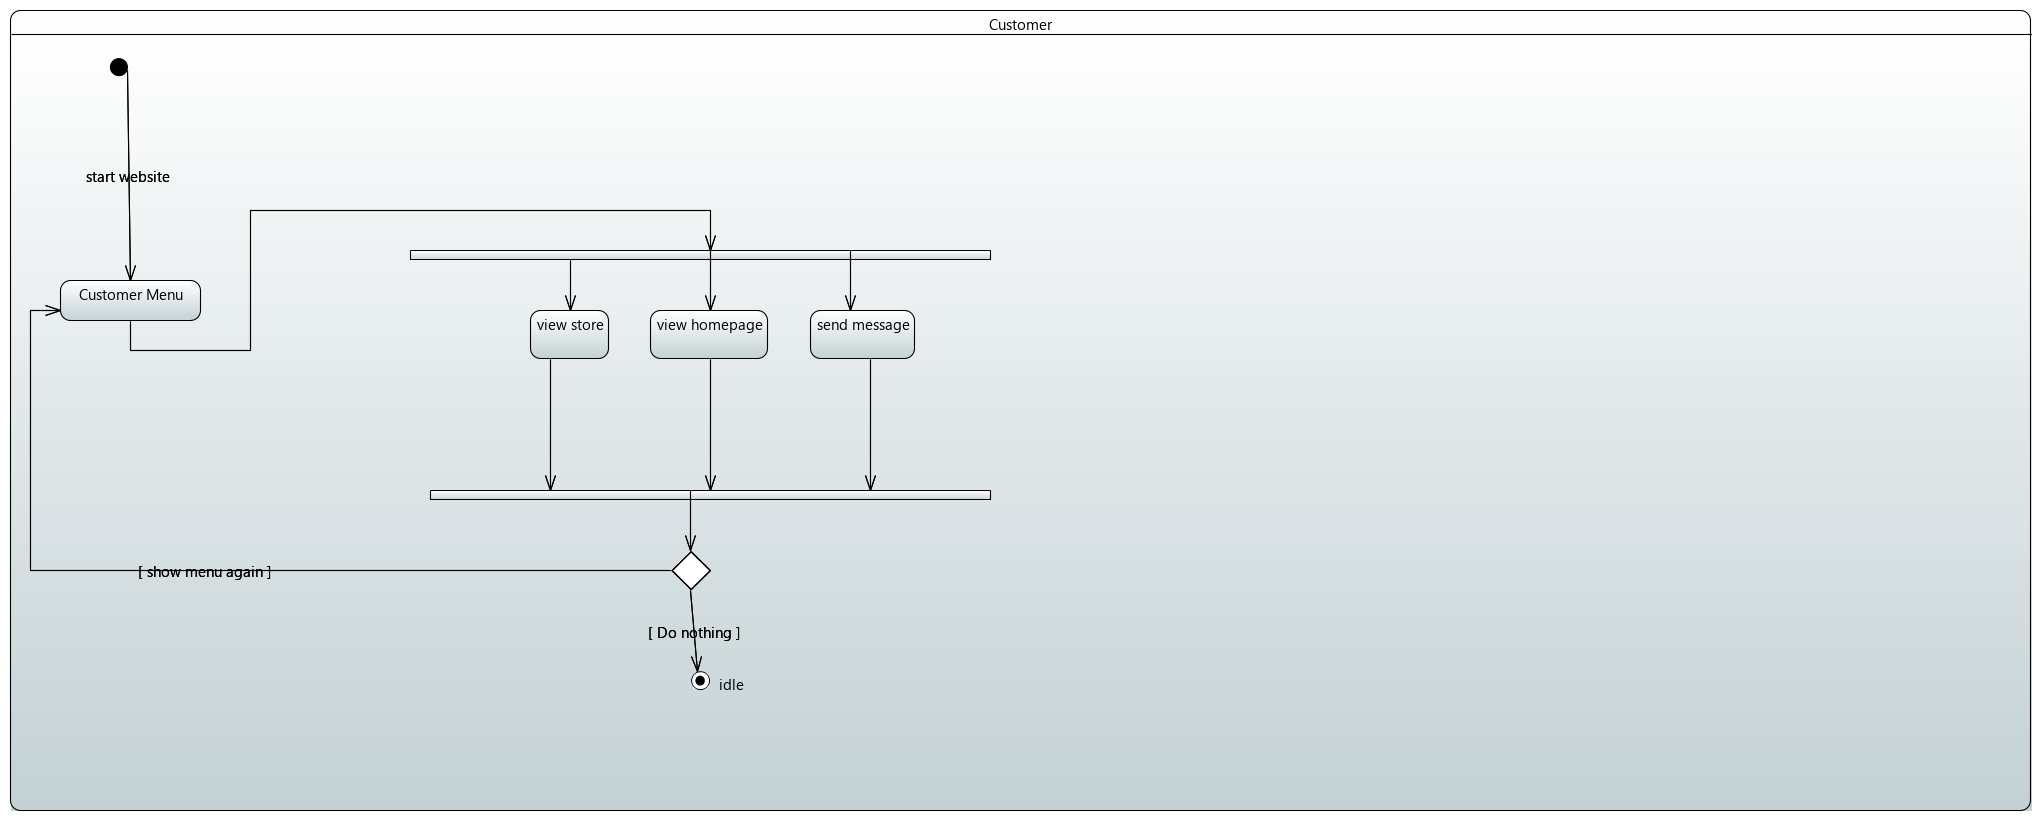 Customer
start website
Customer Menu
view store
view homepage
send message
[ show menu again ]
[ Do nothing ]
idle